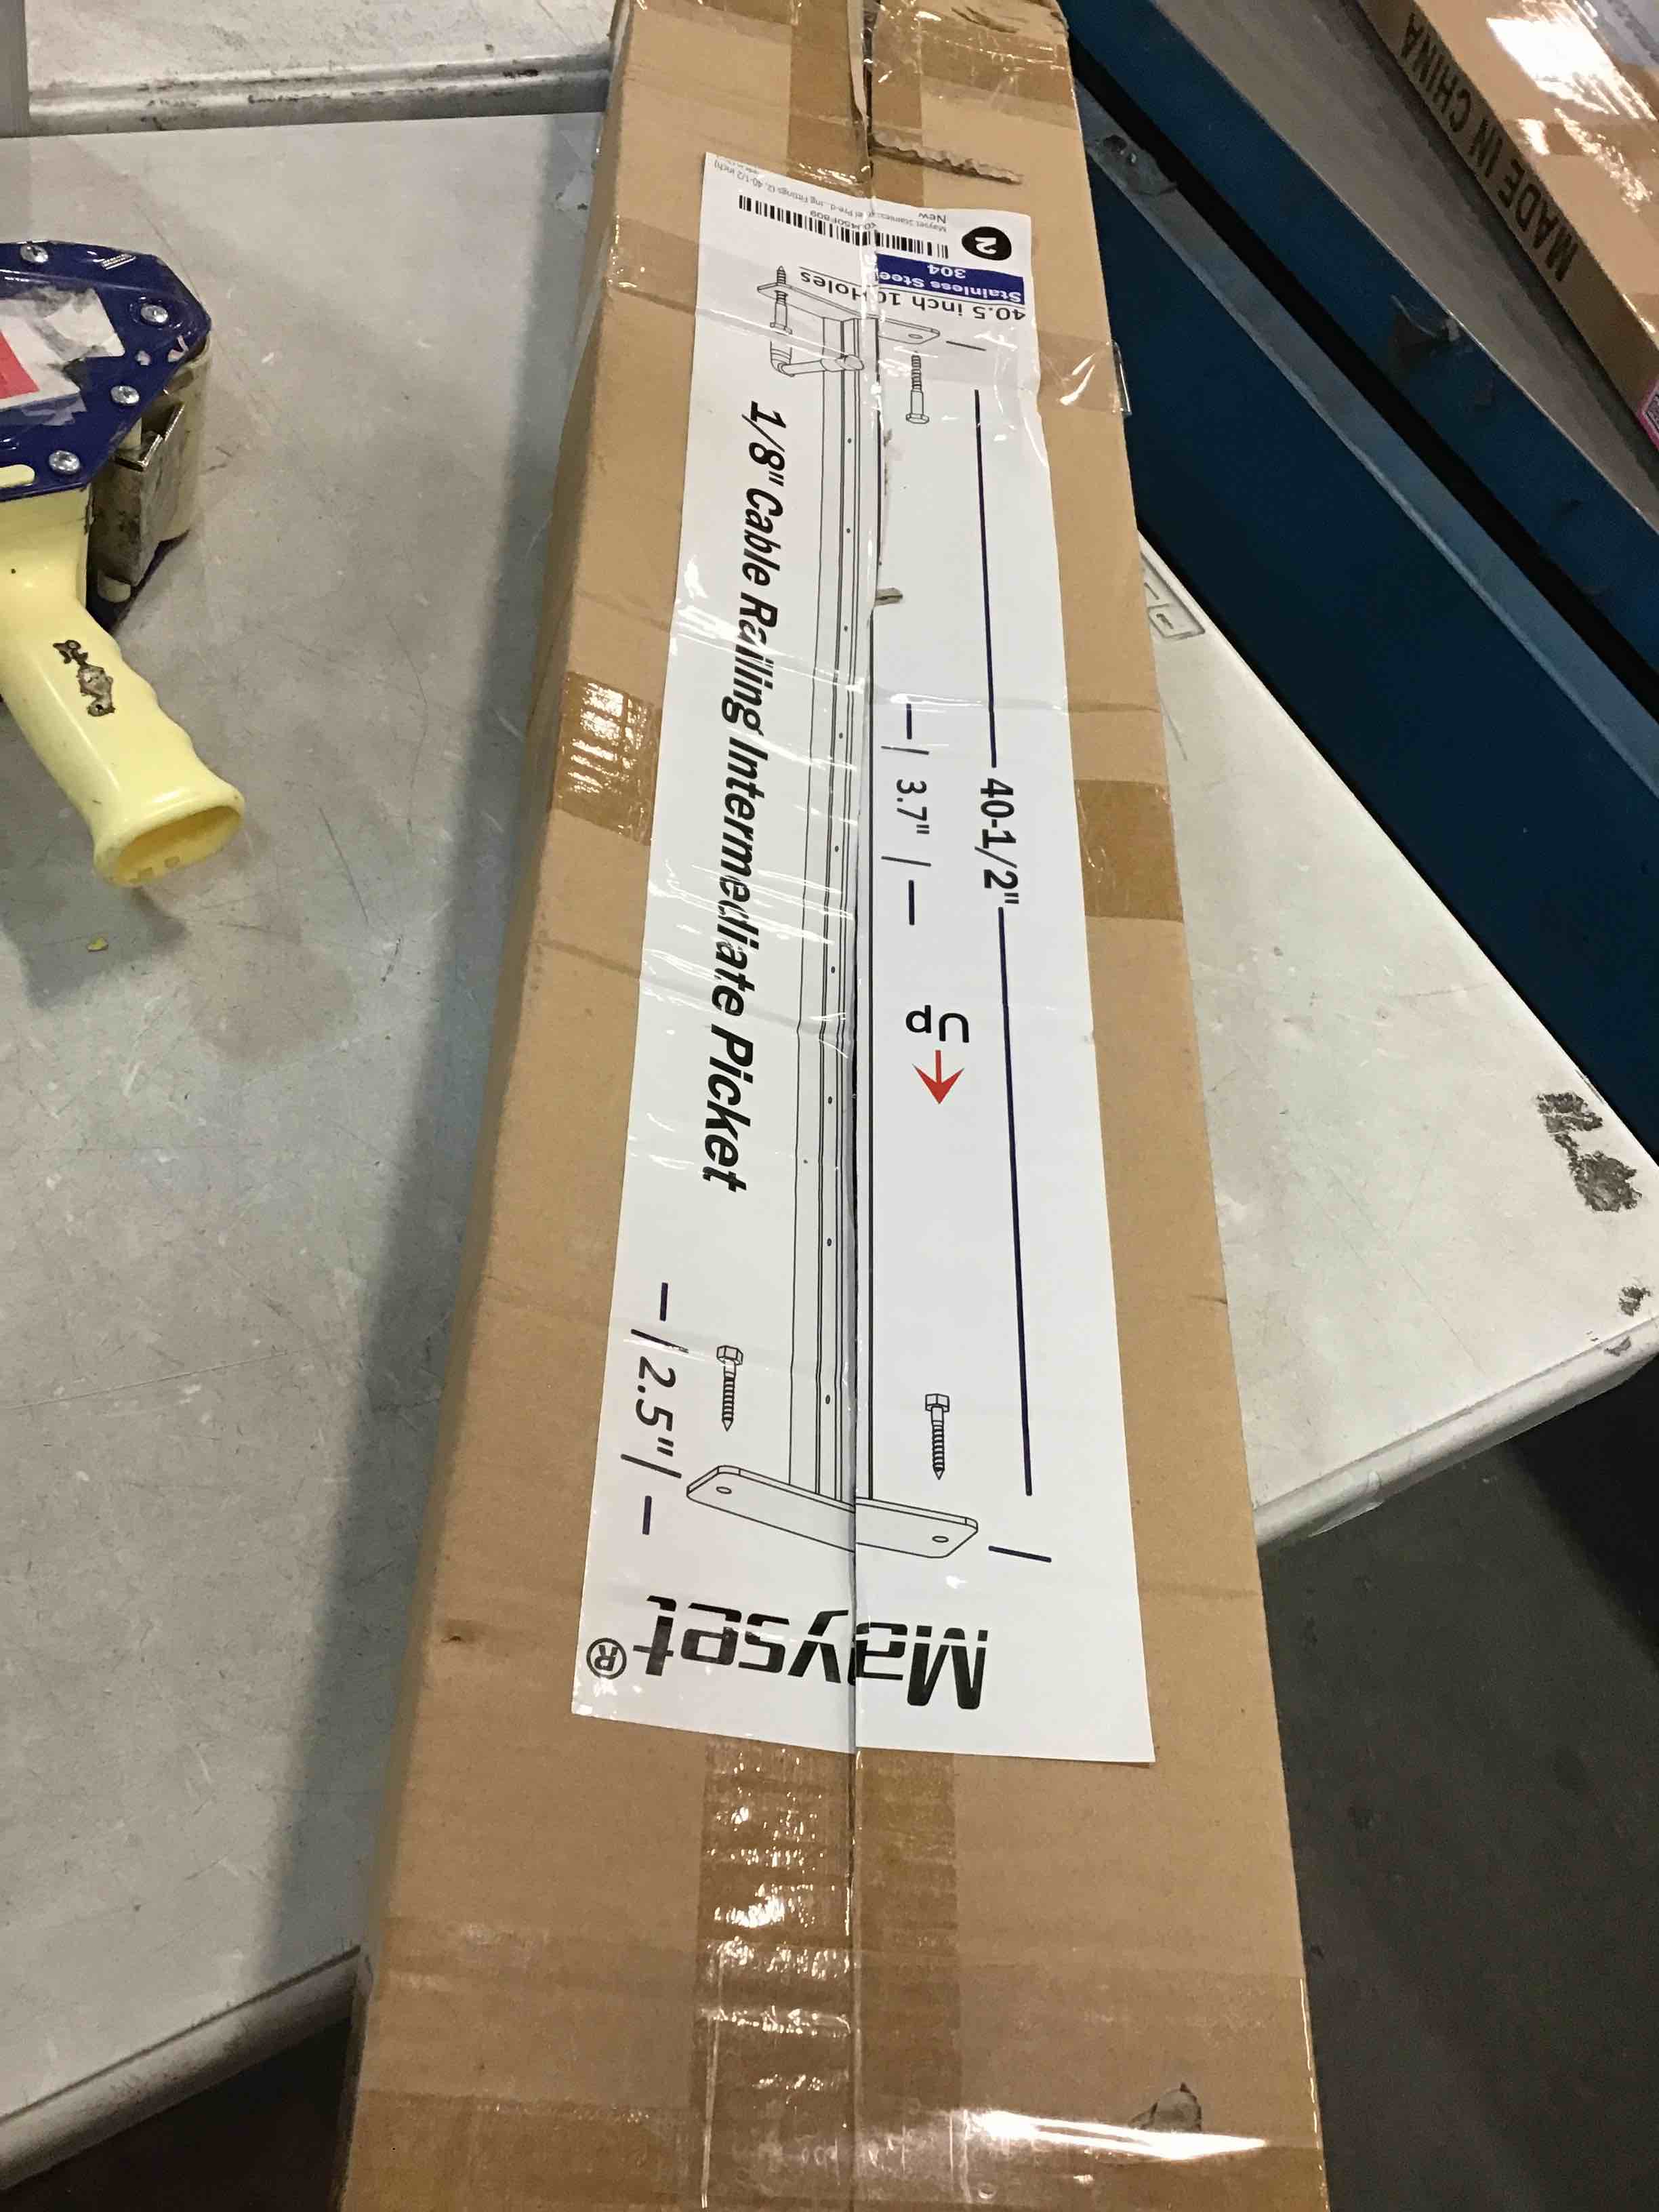 Mayset®
1/8" Cable Railing Intermediate Picket
40-1/2"
3.7"
2.5"
Up
40.5 inch 10 Holes
Stainless Steel
304
2
New
MADE IN CHINA